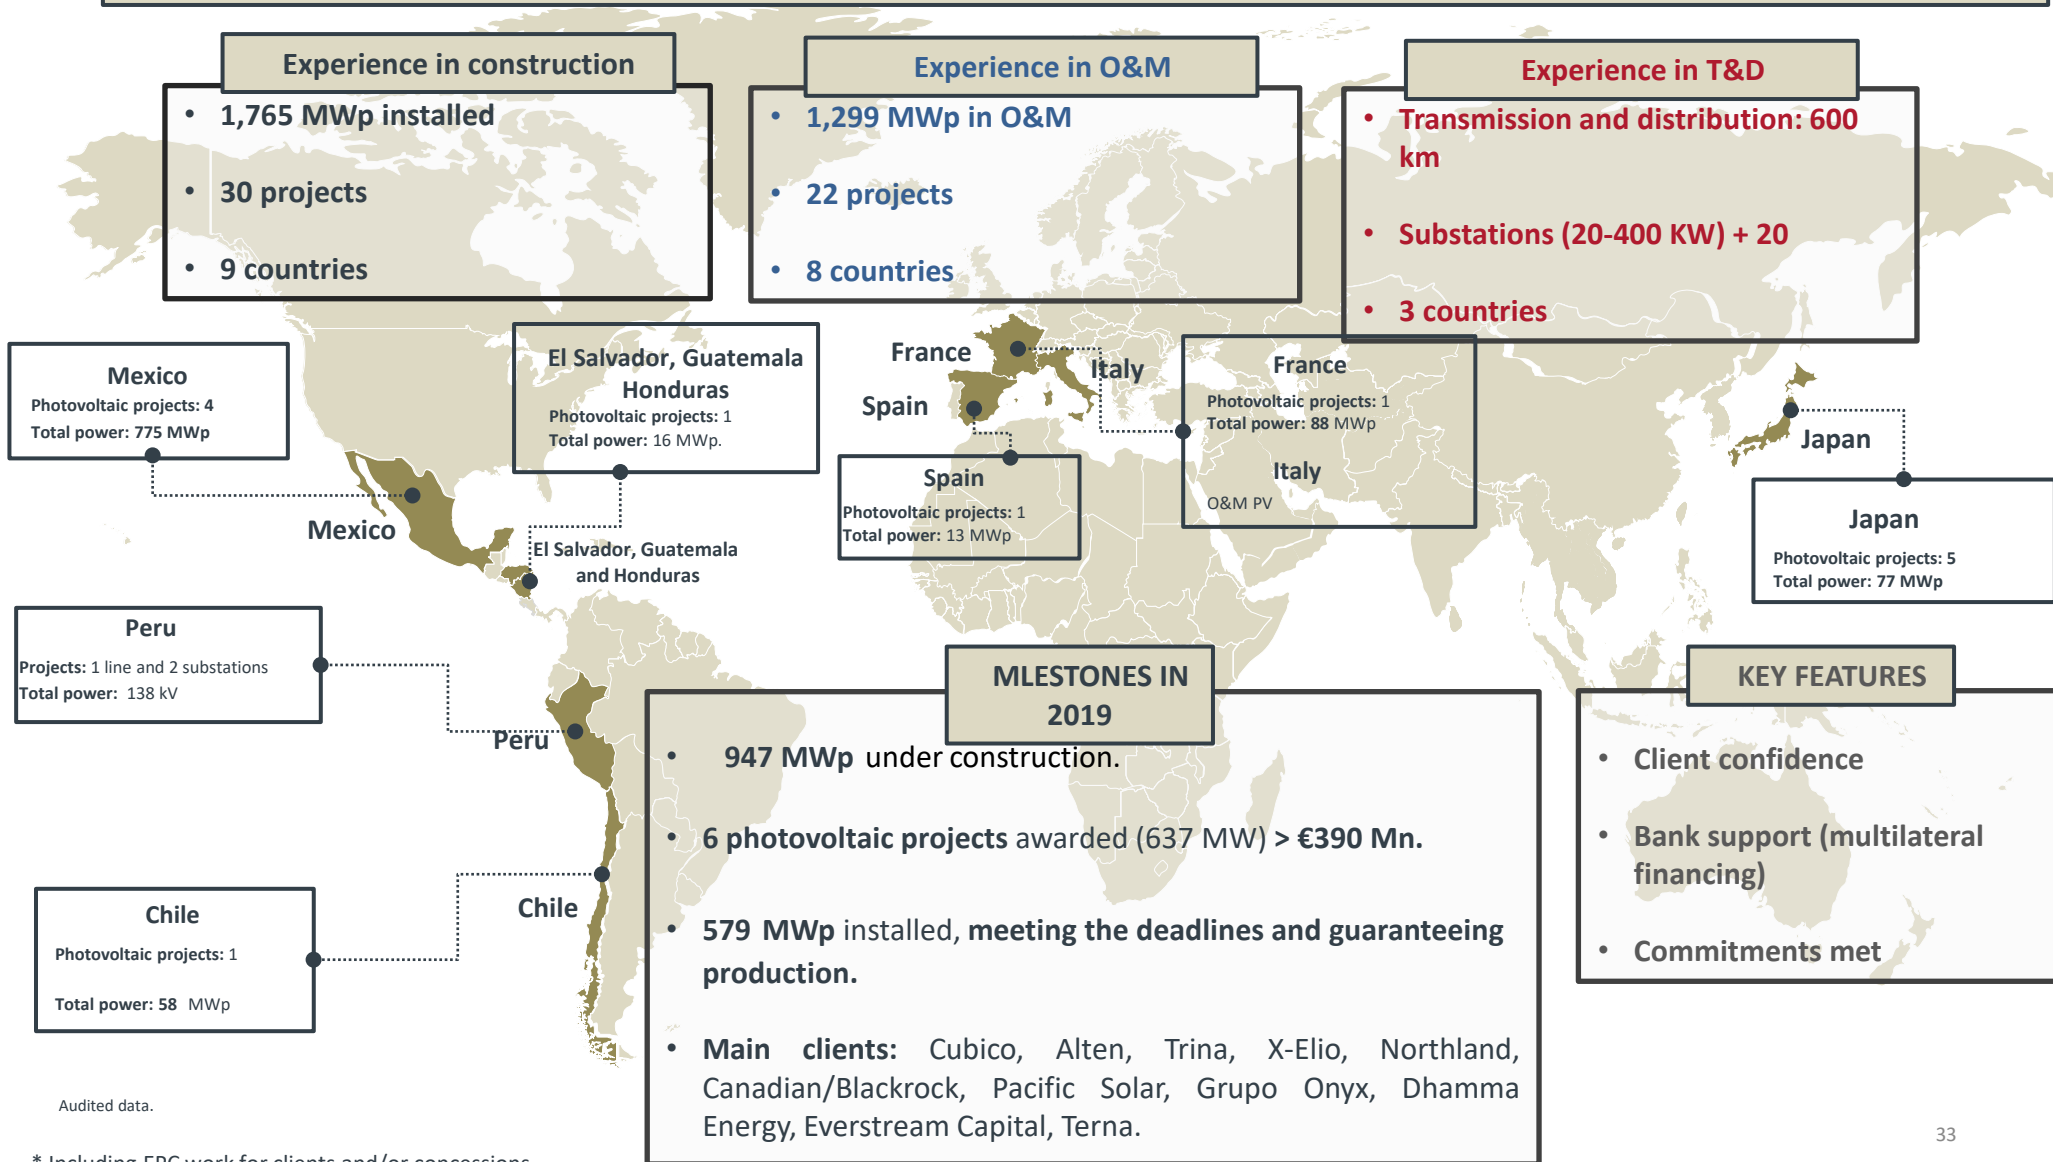 Experience in construction
• 1,765 MWp installed
• 30 projects
• 9 countries
Experience in O&M
• 1,299 MWp in O&M
• 22 projects
• 8 countries
Experience in T&D
• Transmission and distribution: 600
km
• Substations (20-400 KW) + 20
• 3 countries
Mexico
Photovoltaic projects: 4
Total power: 775 MWp
Mexico
El Salvador, Guatemala
Honduras
Photovoltaic projects: 1
Total power: 16 MWp.
El Salvador, Guatemala
and Honduras
France
Italy
Spain
Spain
Photovoltaic projects: 1
Total power: 13 MWp
France
Photovoltaic projects: 1
Total power: 88 MWp
Italy
O&M PV
Japan
Japan
Photovoltaic projects: 5
Total power: 77 MWp
Peru
Projects: 1 line and 2 substations
Total power: 138 kV
Peru
Chile
Photovoltaic projects: 1
Total power: 58 MWp
Chile
MLESTONES IN
2019
• 947 MWp under construction.
• 6 photovoltaic projects awarded (637 MW) > €390 Mn.
• 579 MWp installed, meeting the deadlines and guaranteeing
production.
• Main clients: Cubico, Alten, Trina, X-Elio, Northland,
Canadian/Blackrock, Pacific Solar, Grupo Onyx, Dhamma
Energy, Everstream Capital, Terna.
KEY FEATURES
• Client confidence
• Bank support (multilateral
financing)
• Commitments met
Audited data.
* Including EPC work for clients and/or concessions
33